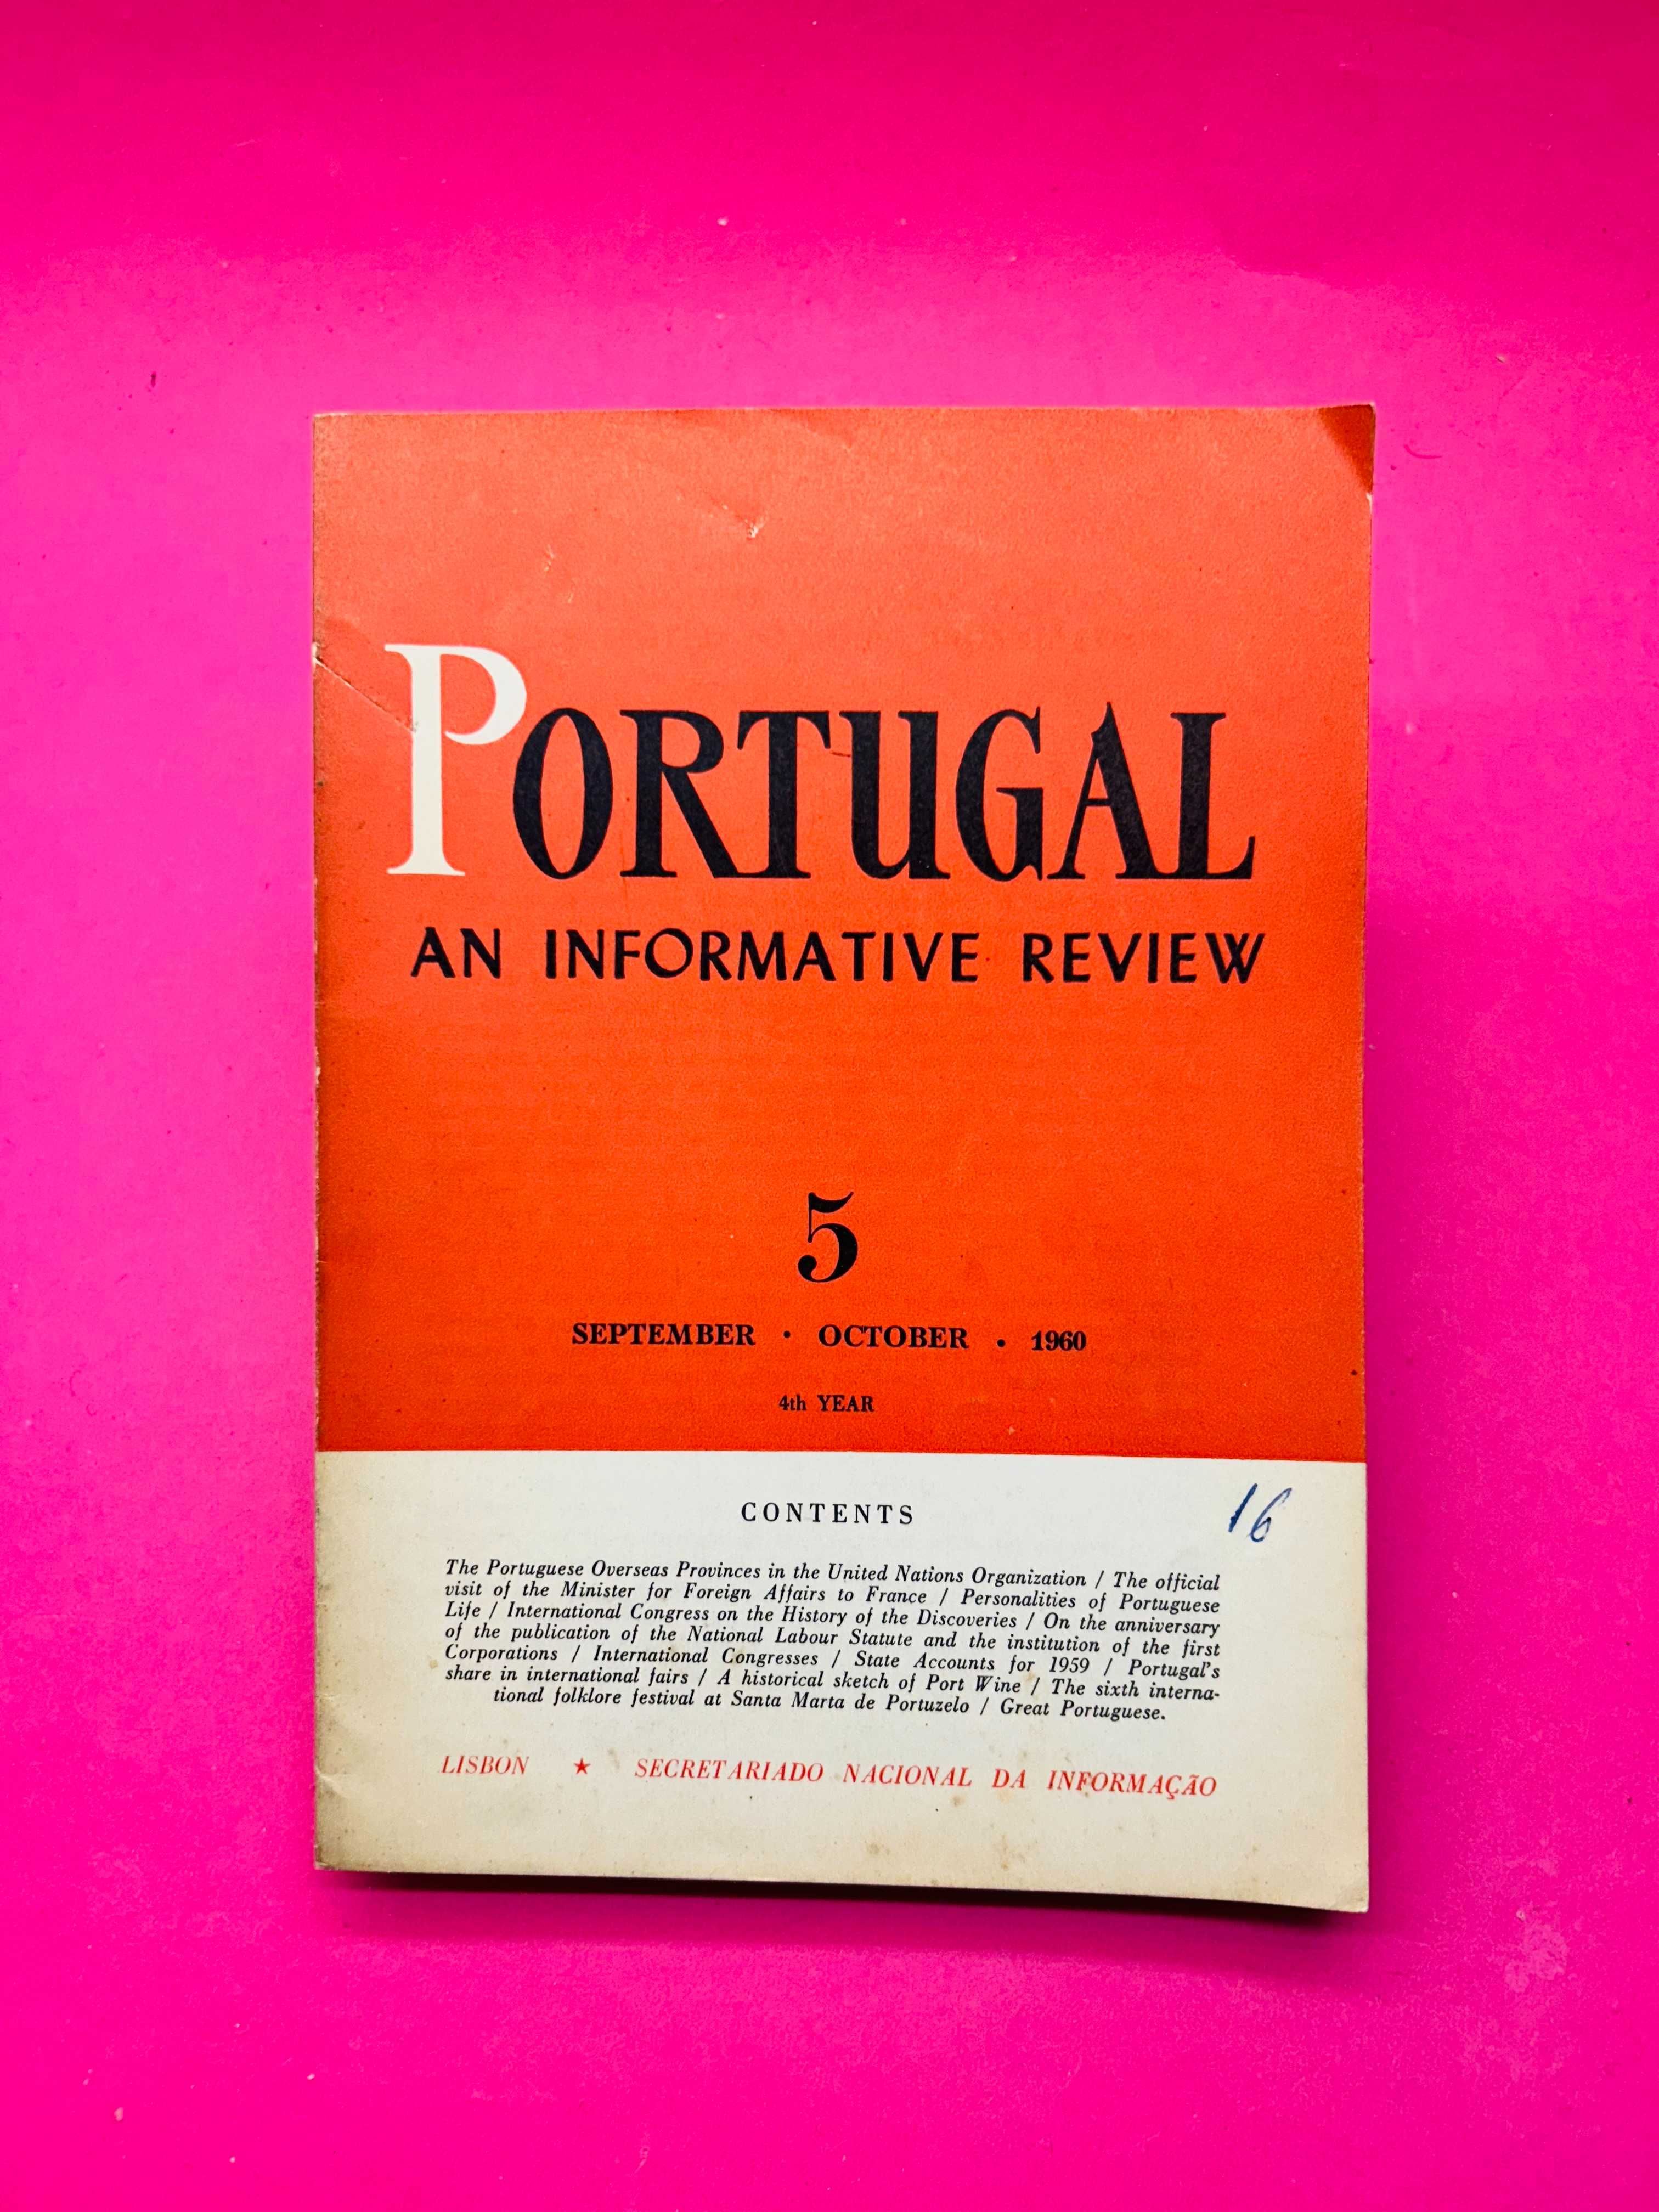 PORTUGAL
AN INFORMATIVE REVIEW
5
SEPTEMBER · OCTOBER · 1960
4th YEAR
CONTENTS
16
The Portuguese Overseas Provinces in the United Nations Organization / The official
visit of the Minister for Foreign Affairs to France / Personalities of Portuguese
Life / International Congress on the History of the Discoveries / On the anniversary
of the publication of the National Labour Statute and the institution of the first
Corporations / International Congresses / State Accounts for 1959 / Portugal's
share in international fairs / A historical sketch of Port Wine / The sixth interna-
tional folklore festival at Santa Marta de Portuzelo / Great Portuguese.
LISBON ★ SECRETARIADO NACIONAL DA INFORMAÇÃO